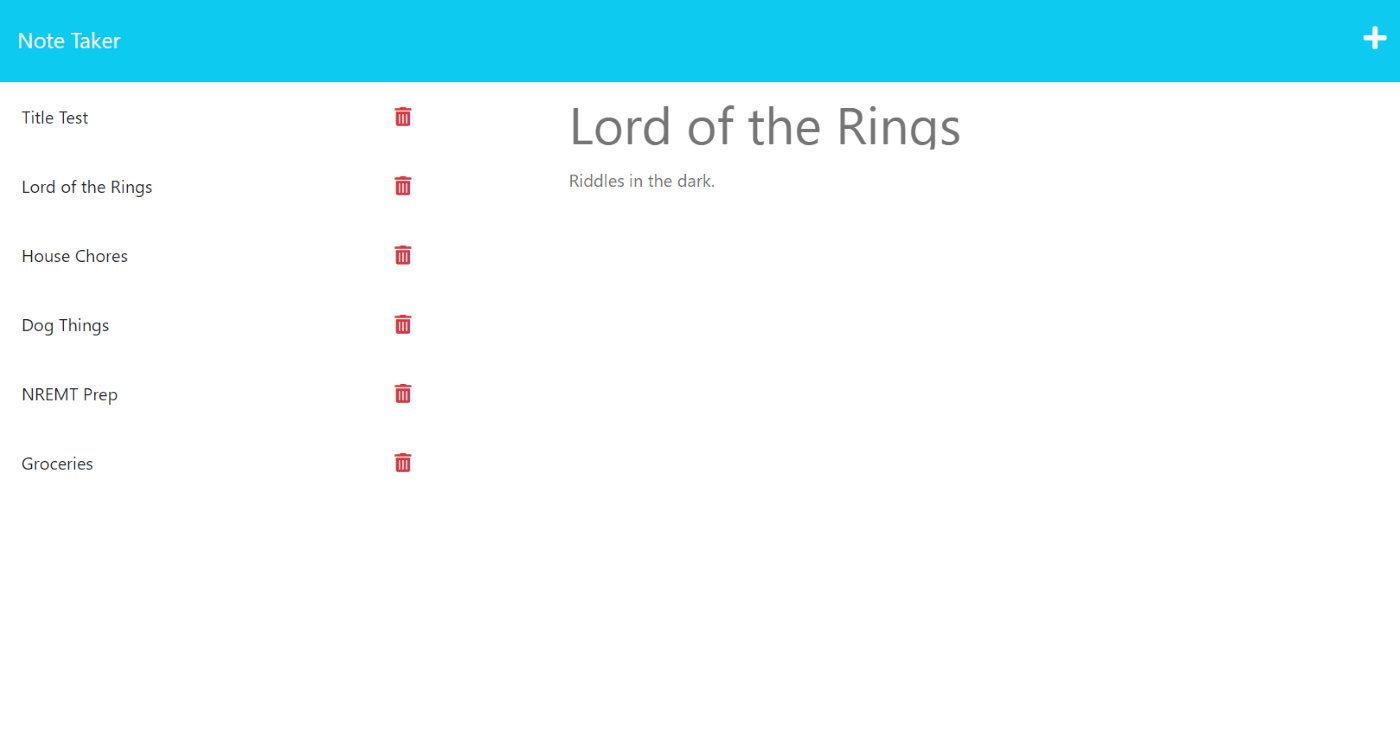 Note Taker
Title Test
Lord of the Rings
House Chores
Dog Things
NREMT Prep
Groceries
Lord of the Rings
Riddles in the dark.